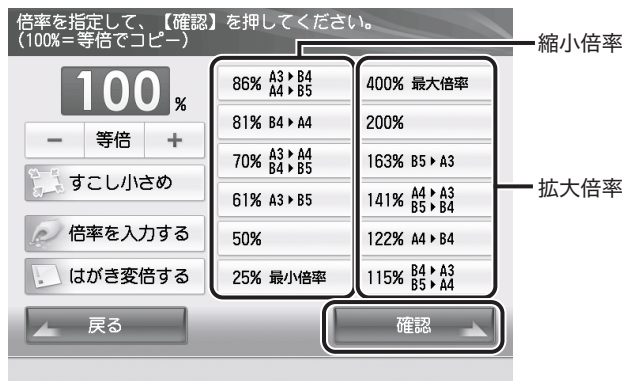 倍率を指定して、【確認】を押してください。
(100%=等倍でコピー)
100 %
− 等倍 +
すこし小さめ
倍率を入力する
はがき変倍する
86% A3▶B4
A4▶B5
81% B4▶A4
70% A3▶A4
B4▶B5
61% A3▶B5
50%
25% 最小倍率
400% 最大倍率
200%
163% B5▶A3
141% A4▶A3
B5▶B4
122% A4▶B4
115% B4▶A3
B5▶A4
戻る
確認
縮小倍率
拡大倍率